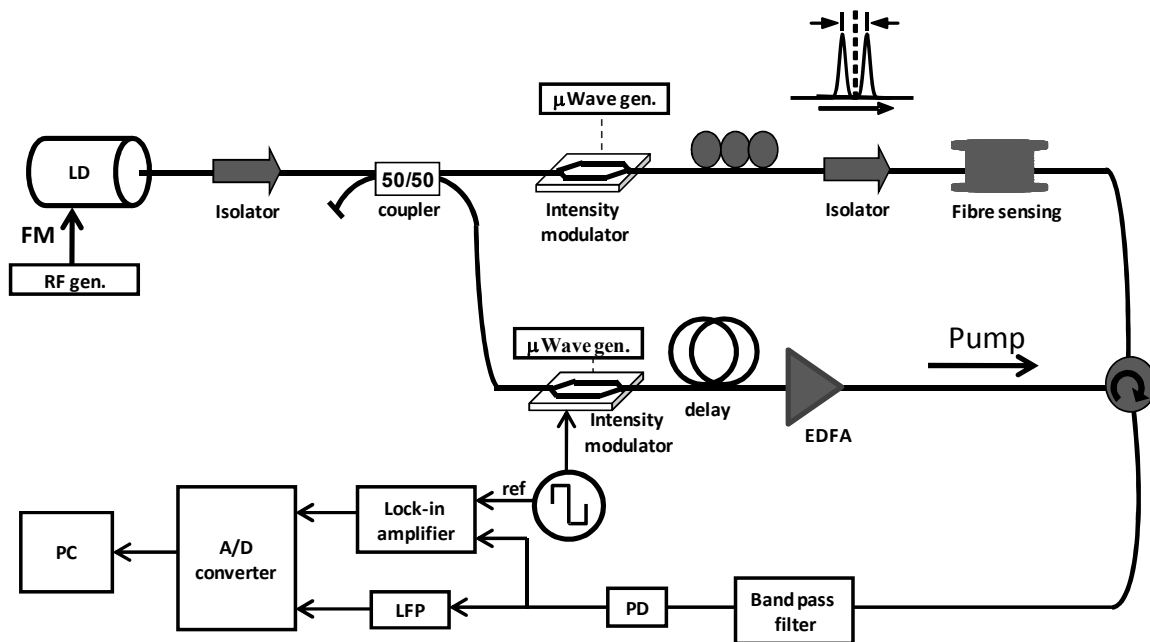 μWave gen.
LD
50/50
Isolator
coupler
Intensity
modulator
Isolator
Fibre sensing
FM
RF gen.
μWave gen.
Pump
delay
Intensity
modulator
EDFA
ref
Lock-in
amplifier
PC
A/D
converter
LFP
PD
Band pass
filter